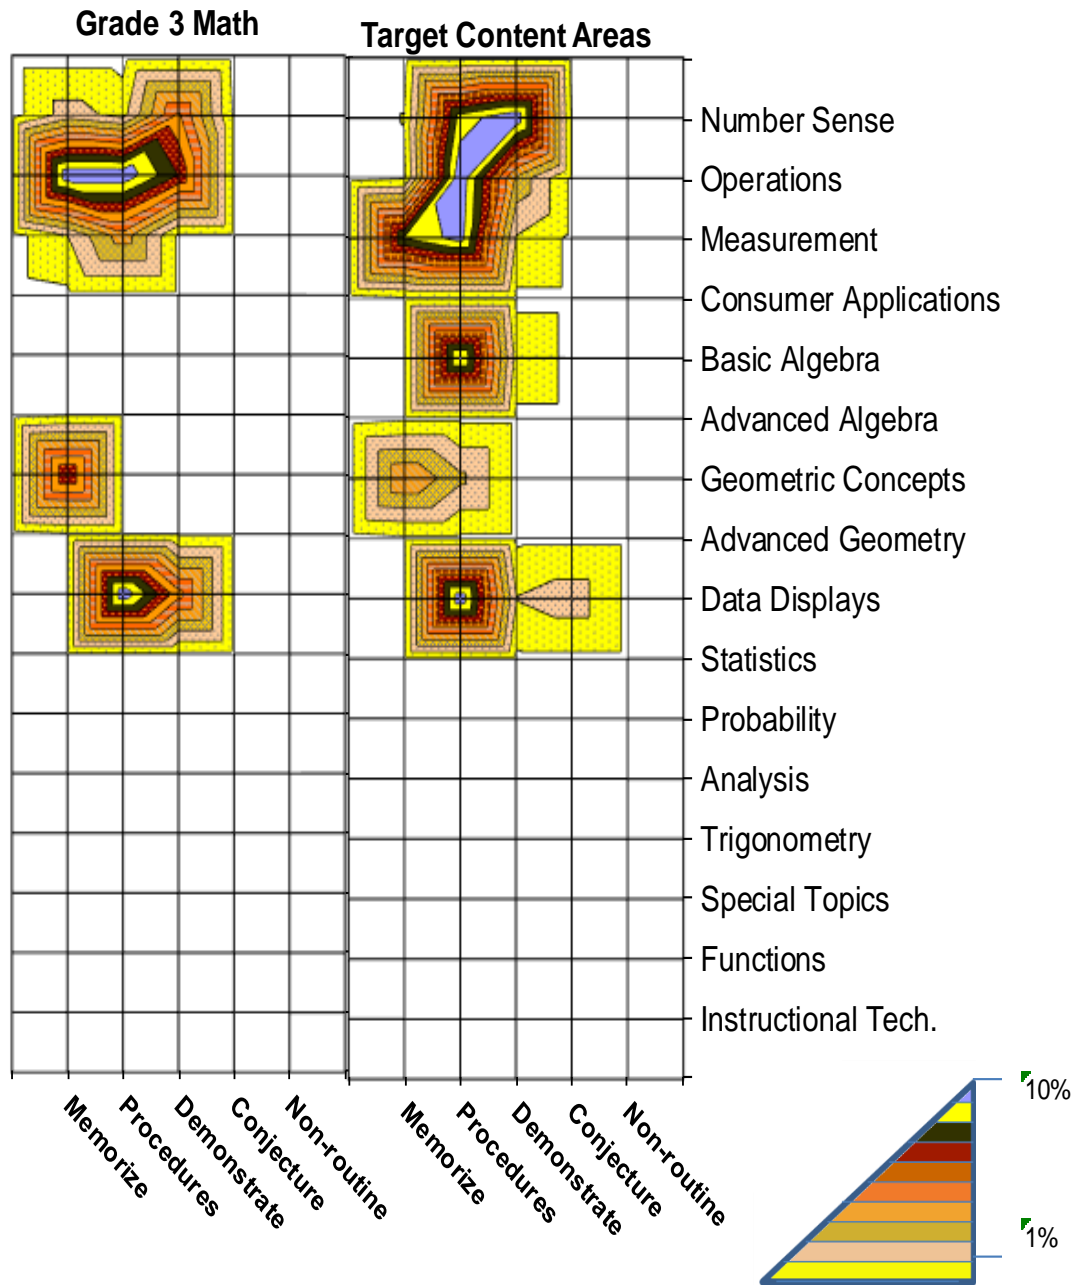 Grade 3 Math
Target Content Areas
Number Sense
Operations
Measurement
Consumer Applications
Basic Algebra
Advanced Algebra
Geometric Concepts
Advanced Geometry
Data Displays
Statistics
Probability
Analysis
Trigonometry
Special Topics
Functions
Instructional Tech.
Memorize
Procedures
Demonstrate
Conjecture
Non-routine
Memorize
Procedures
Demonstrate
Conjecture
Non-routine
10%
1%